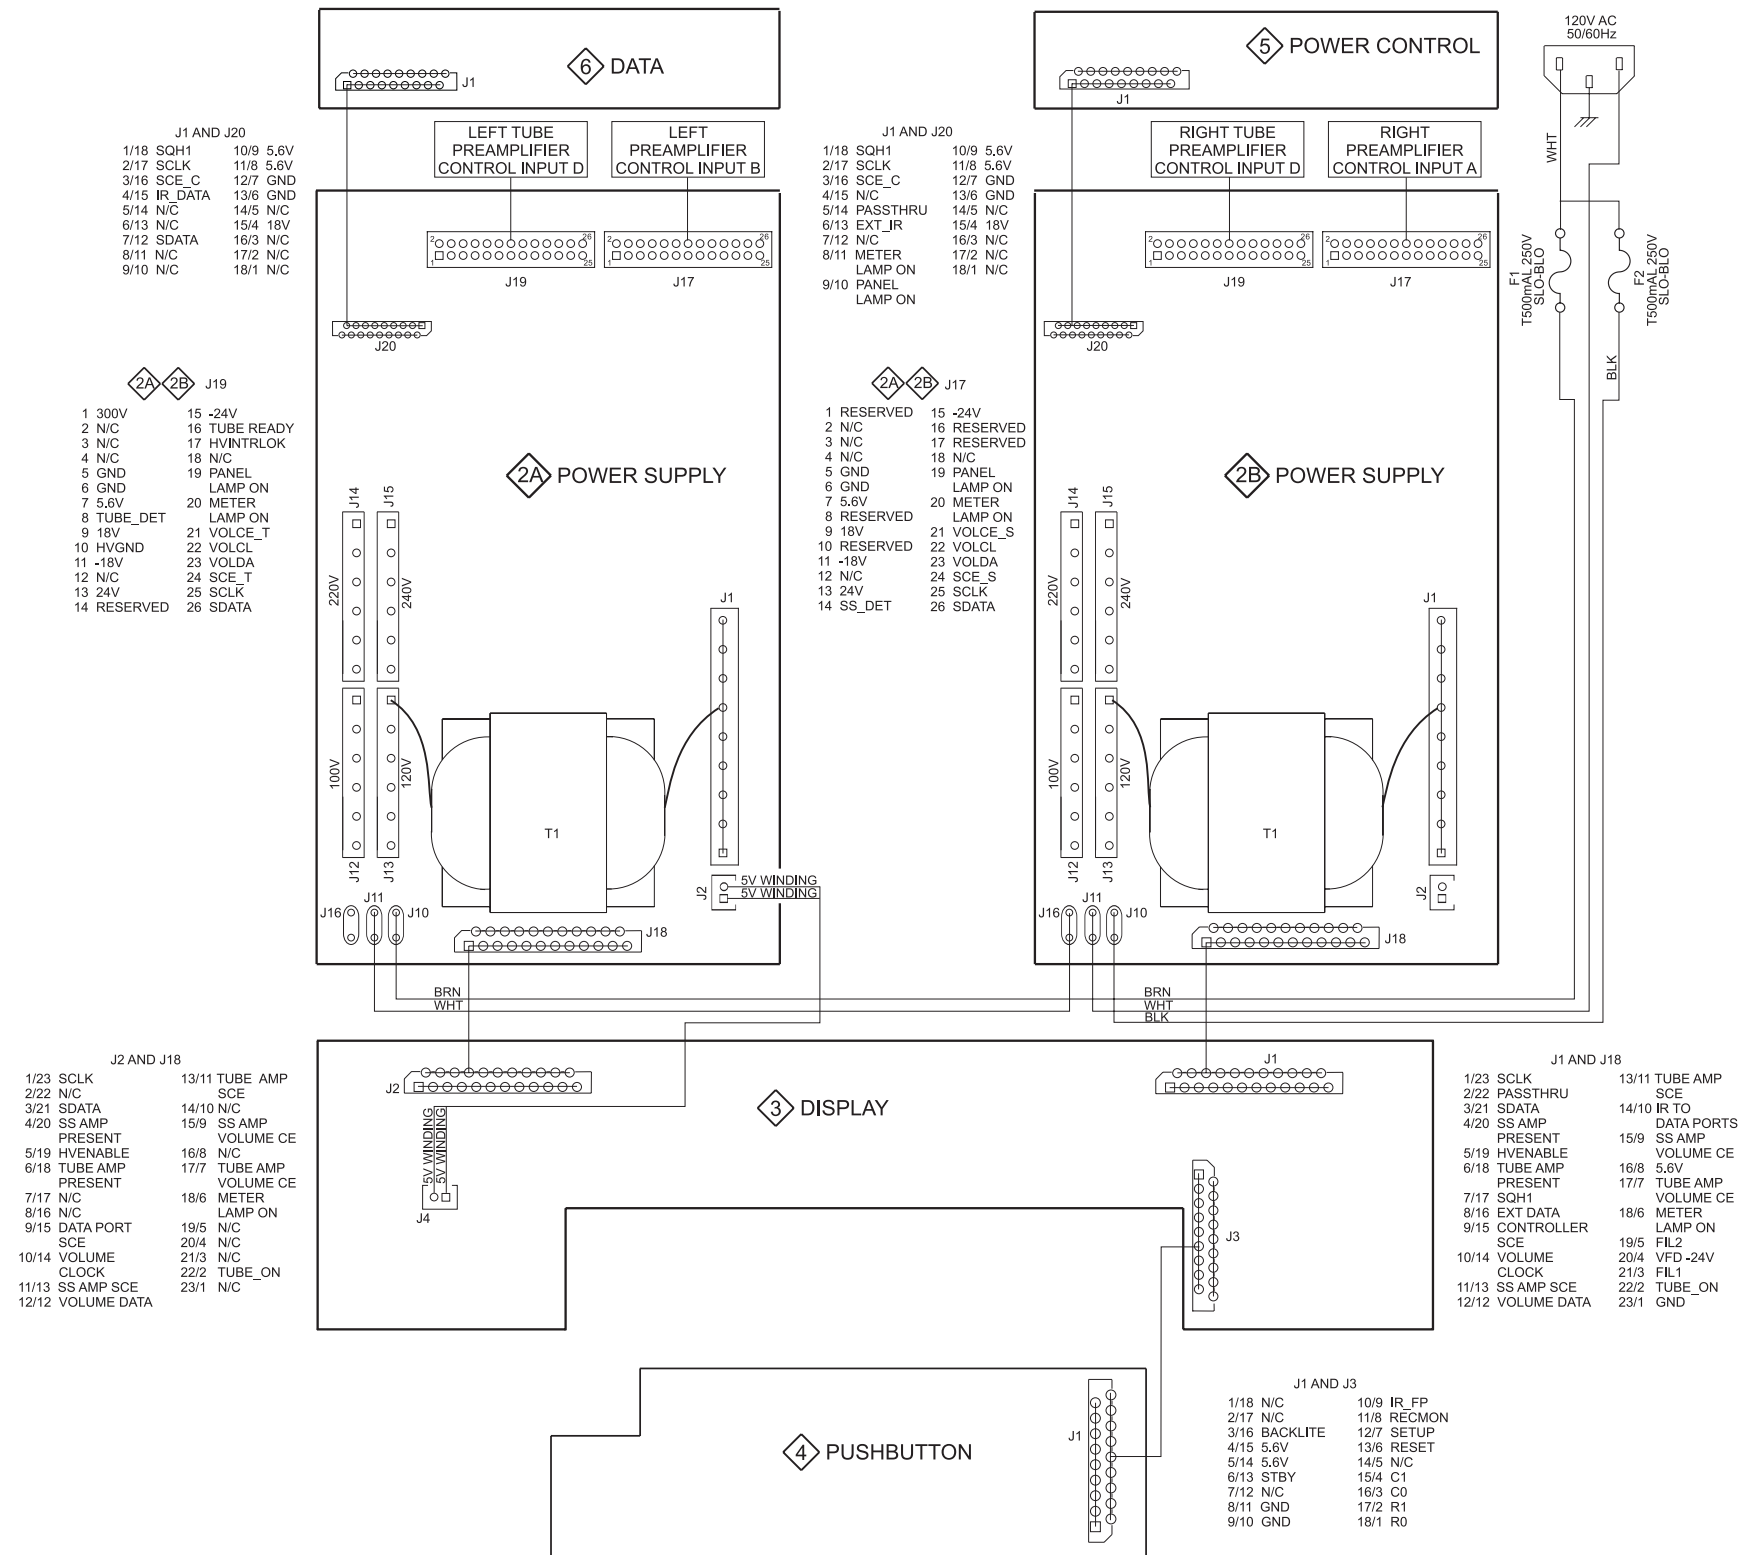 6 DATA
J1
5 POWER CONTROL
J1
120V AC
50/60Hz
WHT
F1
T500mAL 250V
SLO-BLO
F2
T500mAL 250V
SLO-BLO
BLK
J1 AND J20
1/18 SQH1 10/9 5.6V
2/17 SCLK 11/8 5.6V
3/16 SCE_C 12/7 GND
4/15 IR_DATA 13/6 GND
5/14 N/C 14/5 N/C
6/13 N/C 15/4 18V
7/12 SDATA 16/3 N/C
8/11 N/C 17/2 N/C
9/10 N/C 18/1 N/C
LEFT TUBE
PREAMPLIFIER
CONTROL INPUT D
LEFT
PREAMPLIFIER
CONTROL INPUT B
2 26
1 25
J19
2 26
1 25
J17
J20
J1 AND J20
1/18 SQH1 10/9 5.6V
2/17 SCLK 11/8 5.6V
3/16 SCE_C 12/7 GND
4/15 N/C 13/6 GND
5/14 PASSTHRU 14/5 N/C
6/13 EXT_IR 15/4 18V
7/12 N/C 16/3 N/C
8/11 METER 17/2 N/C
LAMP ON 18/1 N/C
9/10 PANEL
LAMP ON
RIGHT TUBE
PREAMPLIFIER
CONTROL INPUT D
RIGHT
PREAMPLIFIER
CONTROL INPUT A
2 26
1 25
J19
2 26
1 25
J17
J20
2A 2B J19
1 300V 15 -24V
2 N/C 16 TUBE READY
3 N/C 17 HVINTRLOK
4 N/C 18 N/C
5 GND 19 PANEL
6 GND LAMP ON
7 5.6V 20 METER
8 TUBE_DET LAMP ON
9 18V 21 VOLCE_T
10 HVGND 22 VOLCL
11 -18V 23 VOLDA
12 N/C 24 SCE_T
13 24V 25 SCLK
14 RESERVED 26 SDATA
2A POWER SUPPLY
J14
J15
220V
240V
J1
100V
120V
J12
J13
T1
J2
5V WINDING
5V WINDING
J16
J11
J10
J18
2A 2B J17
1 RESERVED 15 -24V
2 N/C 16 RESERVED
3 N/C 17 RESERVED
4 N/C 18 N/C
5 GND 19 PANEL
6 GND LAMP ON
7 5.6V 20 METER
8 RESERVED LAMP ON
9 18V 21 VOLCE_S
10 RESERVED 22 VOLCL
11 -18V 23 VOLDA
12 N/C 24 SCE_S
13 24V 25 SCLK
14 SS_DET 26 SDATA
2B POWER SUPPLY
J14
J15
220V
240V
J1
100V
120V
J12
J13
T1
J2
J16
J11
J10
J18
BRN
WHT
BRN
WHT
BLK
J2 AND J18
1/23 SCLK 13/11 TUBE AMP
2/22 N/C SCE
3/21 SDATA 14/10 N/C
4/20 SS AMP 15/9 SS AMP
PRESENT VOLUME CE
5/19 HVENABLE 16/8 N/C
6/18 TUBE AMP 17/7 TUBE AMP
PRESENT VOLUME CE
7/17 N/C 18/6 METER
8/16 N/C LAMP ON
9/15 DATA PORT 19/5 N/C
SCE 20/4 N/C
10/14 VOLUME 21/3 N/C
CLOCK 22/2 TUBE_ON
11/13 SS AMP SCE 23/1 N/C
12/12 VOLUME DATA
J2
5V WINDING
5V WINDING
J4
3 DISPLAY
J1
J3
J1 AND J18
1/23 SCLK 13/11 TUBE AMP
2/22 PASSTHRU SCE
3/21 SDATA 14/10 IR TO
4/20 SS AMP DATA PORTS
PRESENT 15/9 SS AMP
5/19 HVENABLE VOLUME CE
6/18 TUBE AMP 16/8 5.6V
PRESENT 17/7 TUBE AMP
7/17 SQH1 VOLUME CE
8/16 EXT DATA 18/6 METER
9/15 CONTROLLER LAMP ON
SCE 19/5 FIL2
10/14 VOLUME 20/4 VFD -24V
CLOCK 21/3 FIL1
11/13 SS AMP SCE 22/2 TUBE_ON
12/12 VOLUME DATA 23/1 GND
4 PUSHBUTTON
J1
J1 AND J3
1/18 N/C 10/9 IR_FP
2/17 N/C 11/8 RECMON
3/16 BACKLITE 12/7 SETUP
4/15 5.6V 13/6 RESET
5/14 5.6V 14/5 N/C
6/13 STBY 15/4 C1
7/12 N/C 16/3 C0
8/11 GND 17/2 R1
9/10 GND 18/1 R0